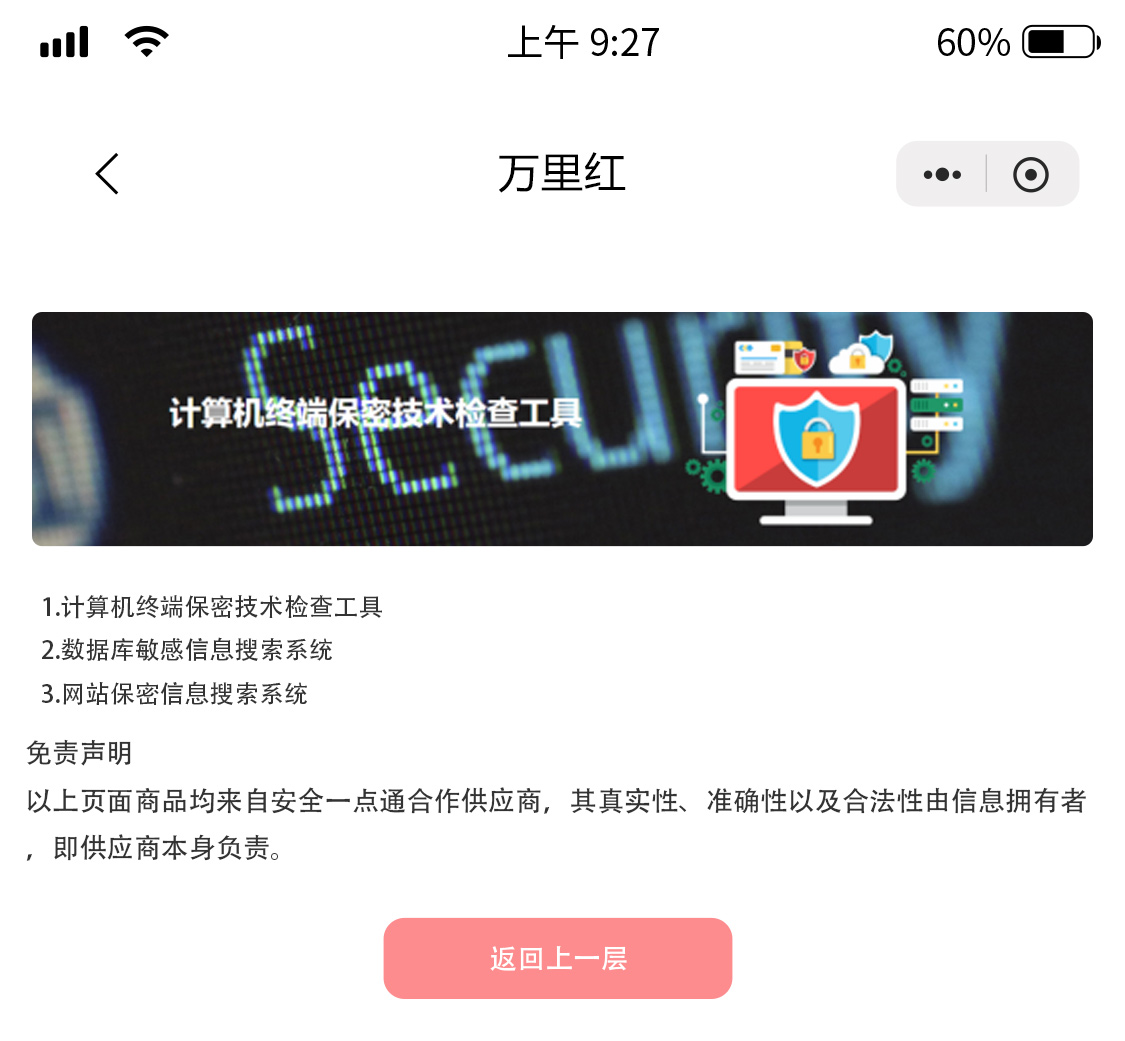 上午 9:27
60%
万里红
Security
计算机终端保密技术检查工具
1.计算机终端保密技术检查工具
2.数据库敏感信息搜索系统
3.网站保密信息搜索系统
免责声明
以上页面商品均来自安全一点通合作供应商，其真实性、准确性以及合法性由信息拥有者
，即供应商本身负责。
返回上一层